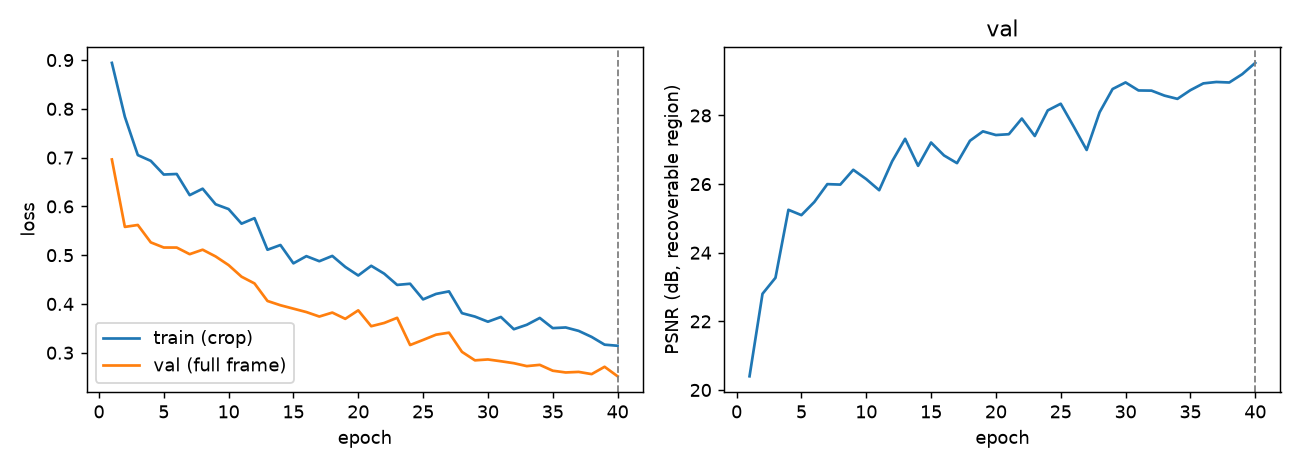 loss
0.9
0.8
0.7
0.6
0.5
0.4
0.3
train (crop)
val (full frame)
0 5 10 15 20 25 30 35 40
epoch
val
PSNR (dB, recoverable region)
28
26
24
22
20
0 5 10 15 20 25 30 35 40
epoch